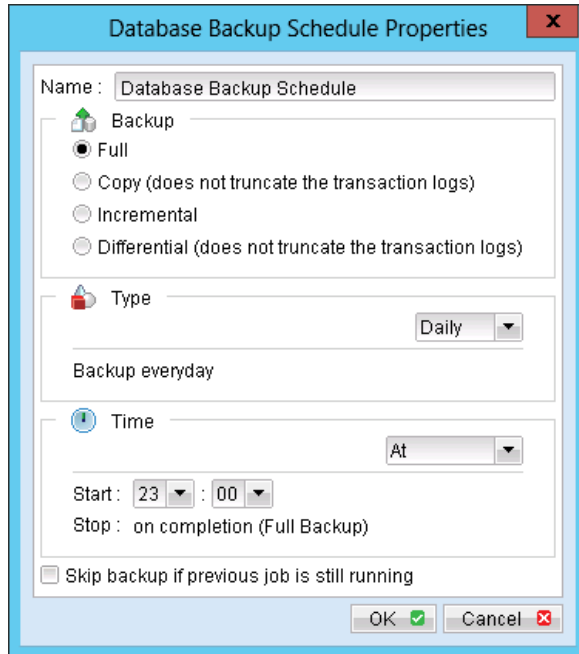 Database Backup Schedule Properties
x
Name : Database Backup Schedule
Backup
Full
Copy (does not truncate the transaction logs)
Incremental
Differential (does not truncate the transaction logs)
Type
Daily
Backup everyday
Time
At
Start : 23 : 00
Stop : on completion (Full Backup)
Skip backup if previous job is still running
OK Cancel